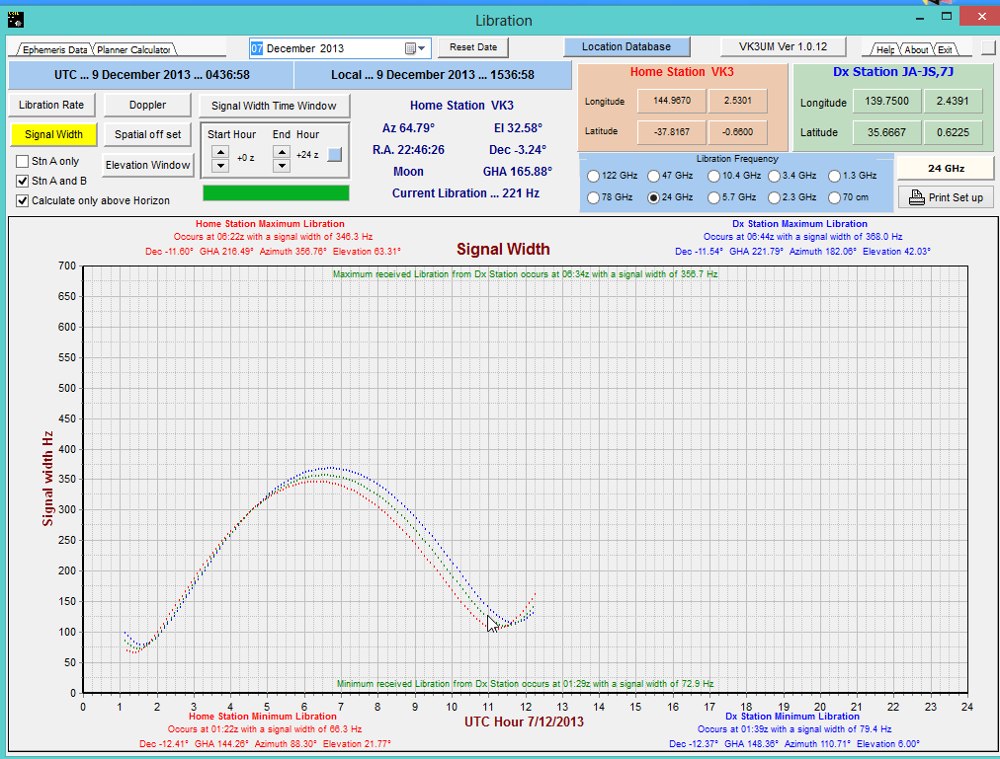 Libration
Ephemeris Data
Planner Calculator
07 December 2013
Reset Date
Location Database
VK3UM Ver 1.0.12
Help
About
Exit
UTC ... 9 December 2013 ... 0436:58
Local ... 9 December 2013 ... 1536:58
Home Station VK3
Longitude
144.9670
2.5301
Latitude
-37.8167
-0.6600
Dx Station JA-JS,7J
Longitude
139.7500
2.4391
Latitude
35.6667
0.6225
Libration Rate
Doppler
Signal Width Time Window
Signal Width
Spatial off set
Start Hour
End Hour
+0 z
+24 z
Stn A only
Elevation Window
Stn A and B
Calculate only above Horizon
Home Station VK3
Az 64.79°
El 32.58°
R.A. 22:46:26
Dec -3.24°
Moon
GHA 165.88°
Current Libration ... 221 Hz
Libration Frequency
122 GHz
47 GHz
10.4 GHz
3.4 GHz
1.3 GHz
78 GHz
24 GHz
5.7 GHz
2.3 GHz
70 cm
24 GHz
Print Set up
Home Station Maximum Libration
Occurs at 06:22z with a signal width of 346.3 Hz
Dec -11.60° GHA 216.49° Azimuth 356.76° Elevation 63.31°
Signal Width
Dx Station Maximum Libration
Occurs at 06:44z with a signal width of 368.0 Hz
Dec -11.54° GHA 221.79° Azimuth 182.06° Elevation 42.03°
Maximum received Libration from Dx Station occurs at 06:34z with a signal width of 356.7 Hz
700
650
600
550
500
450
400
350
300
250
200
150
100
50
0
Signal width Hz
Minimum received Libration from Dx Station occurs at 01:29z with a signal width of 72.9 Hz
0 1 2 3 4 5 6 7 8 9 10 11 12 13 14 15 16 17 18 19 20 21 22 23 24
UTC Hour 7/12/2013
Home Station Minimum Libration
Occurs at 01:22z with a signal width of 66.3 Hz
Dec -12.41° GHA 144.26° Azimuth 88.30° Elevation 21.77°
Dx Station Minimum Libration
Occurs at 01:39z with a signal width of 79.4 Hz
Dec -12.37° GHA 148.36° Azimuth 110.71° Elevation 6.00°